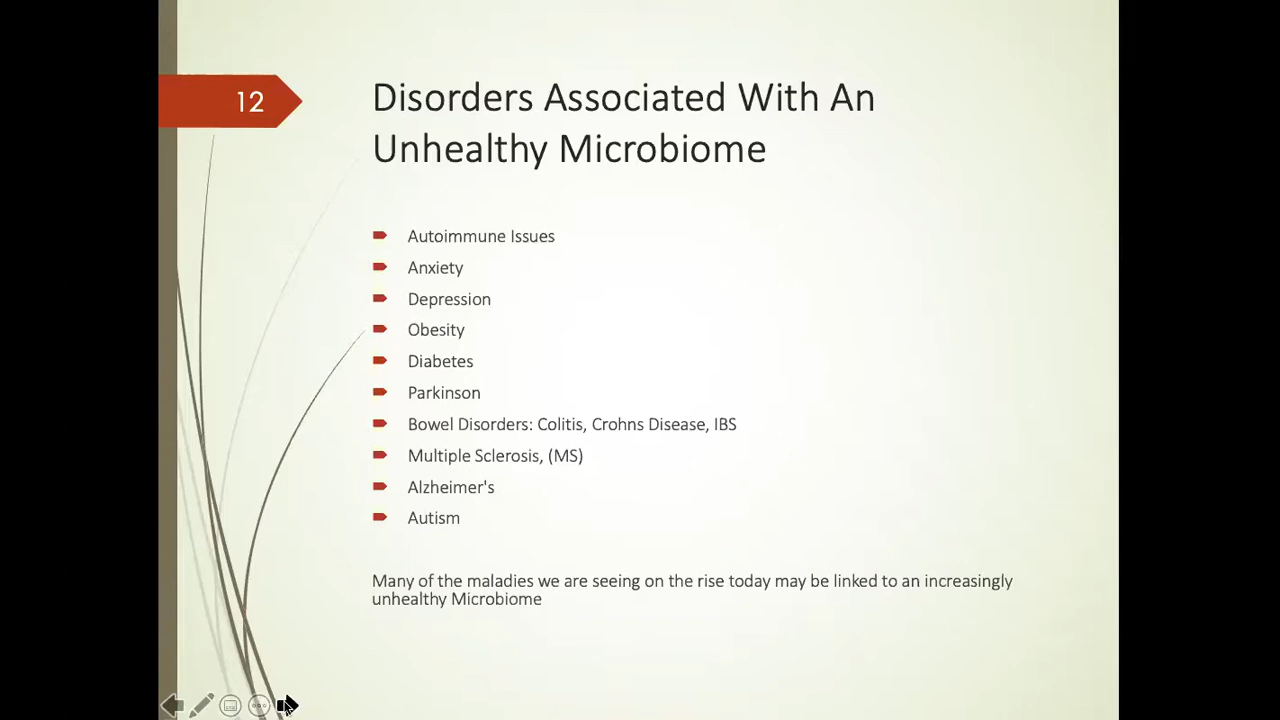 12
Disorders Associated With An
Unhealthy Microbiome
Autoimmune Issues
Anxiety
Depression
Obesity
Diabetes
Parkinson
Bowel Disorders: Colitis, Crohns Disease, IBS
Multiple Sclerosis, (MS)
Alzheimer's
Autism
Many of the maladies we are seeing on the rise today may be linked to an increasingly
unhealthy Microbiome